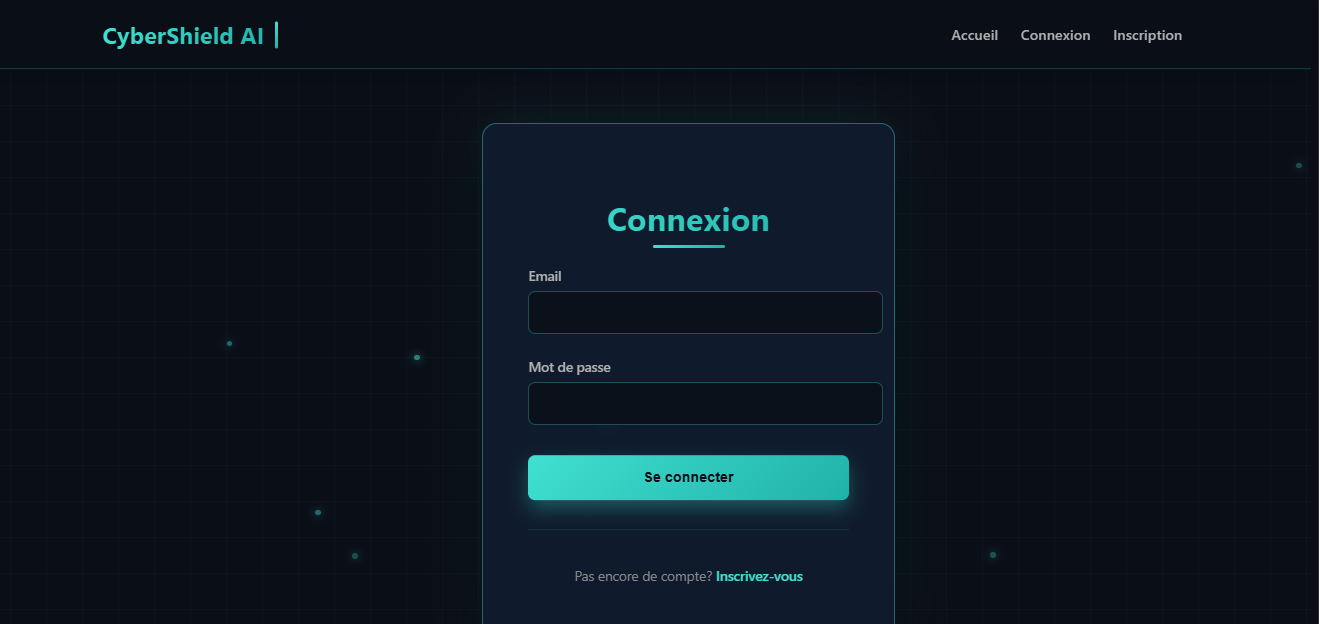 CyberShield AI
Accueil Connexion Inscription
Connexion
Email
Mot de passe
Se connecter
Pas encore de compte? Inscrivez-vous